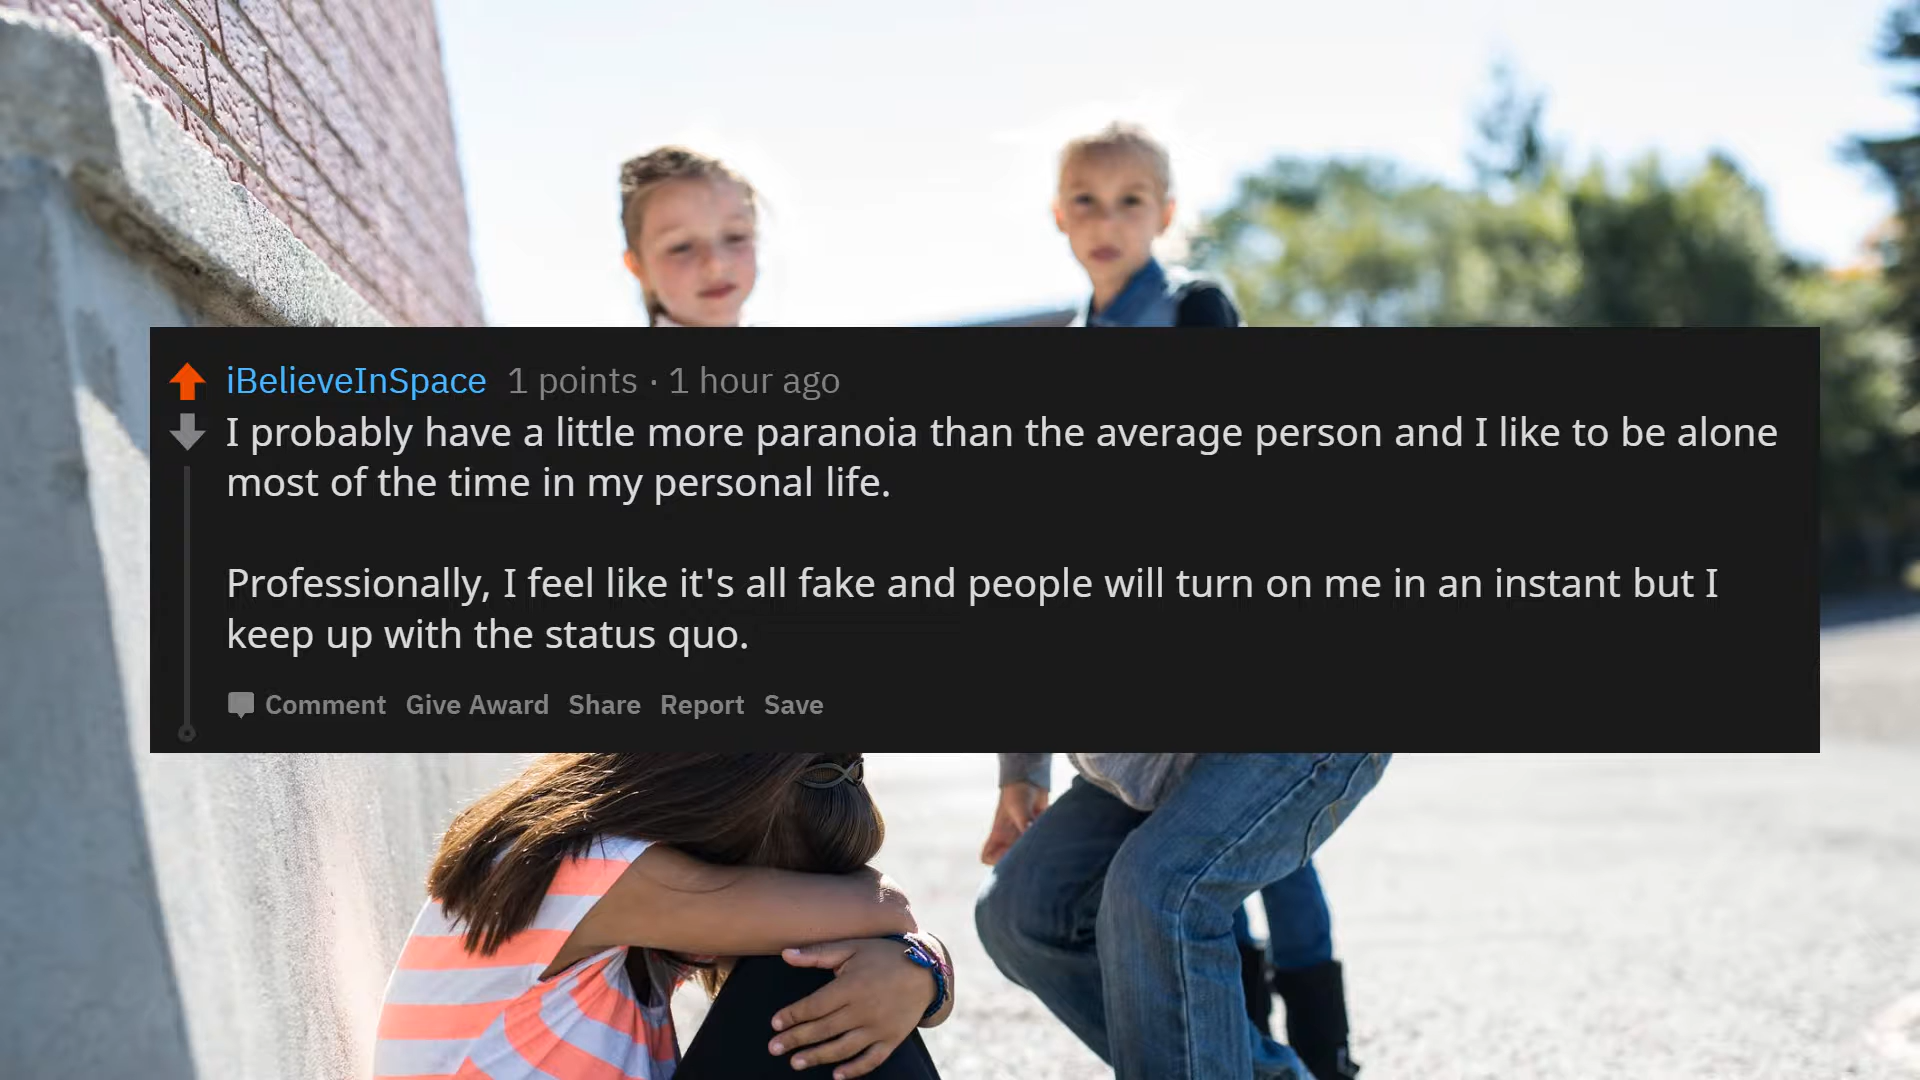 iBelieveInSpace 1 points · 1 hour ago
I probably have a little more paranoia than the average person and I like to be alone
most of the time in my personal life.
Professionally, I feel like it's all fake and people will turn on me in an instant but I
keep up with the status quo.
Comment Give Award Share Report Save